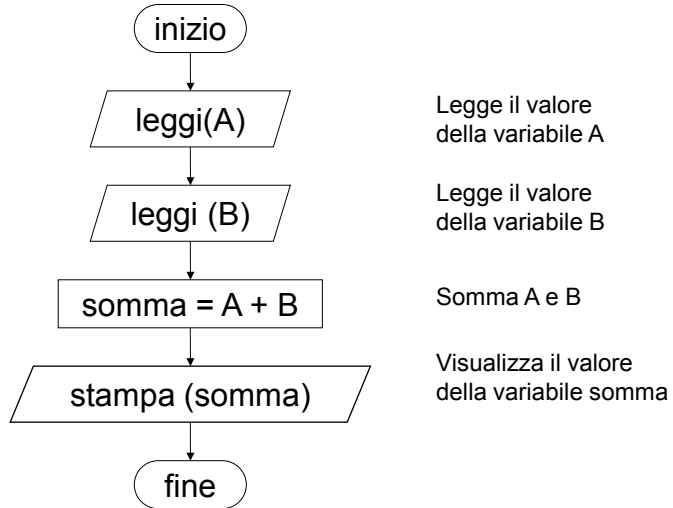 inizio
leggi(A)
Legge il valore
della variabile A
leggi (B)
Legge il valore
della variabile B
somma = A + B
Somma A e B
stampa (somma)
Visualizza il valore
della variabile somma
fine